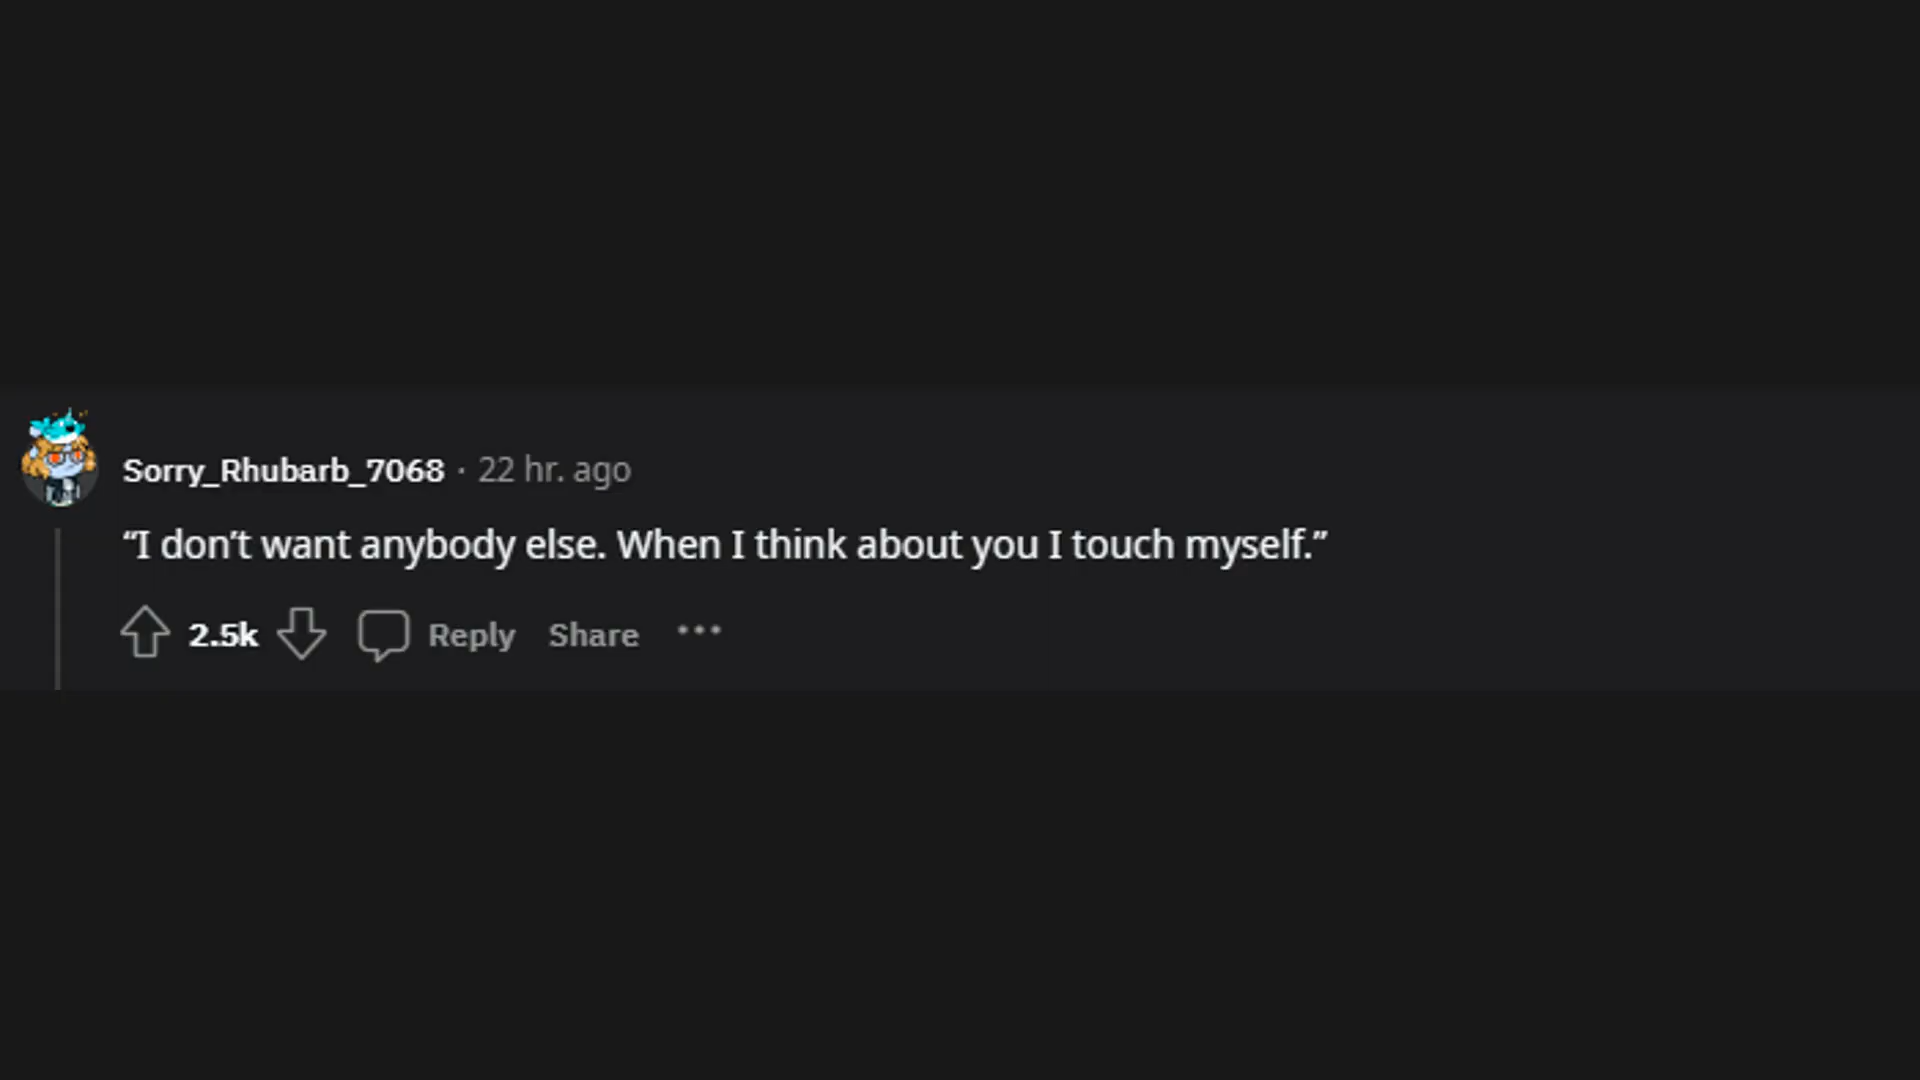 Sorry_Rhubarb_7068 · 22 hr. ago
“I don’t want anybody else. When I think about you I touch myself.”
2.5k Reply Share ···